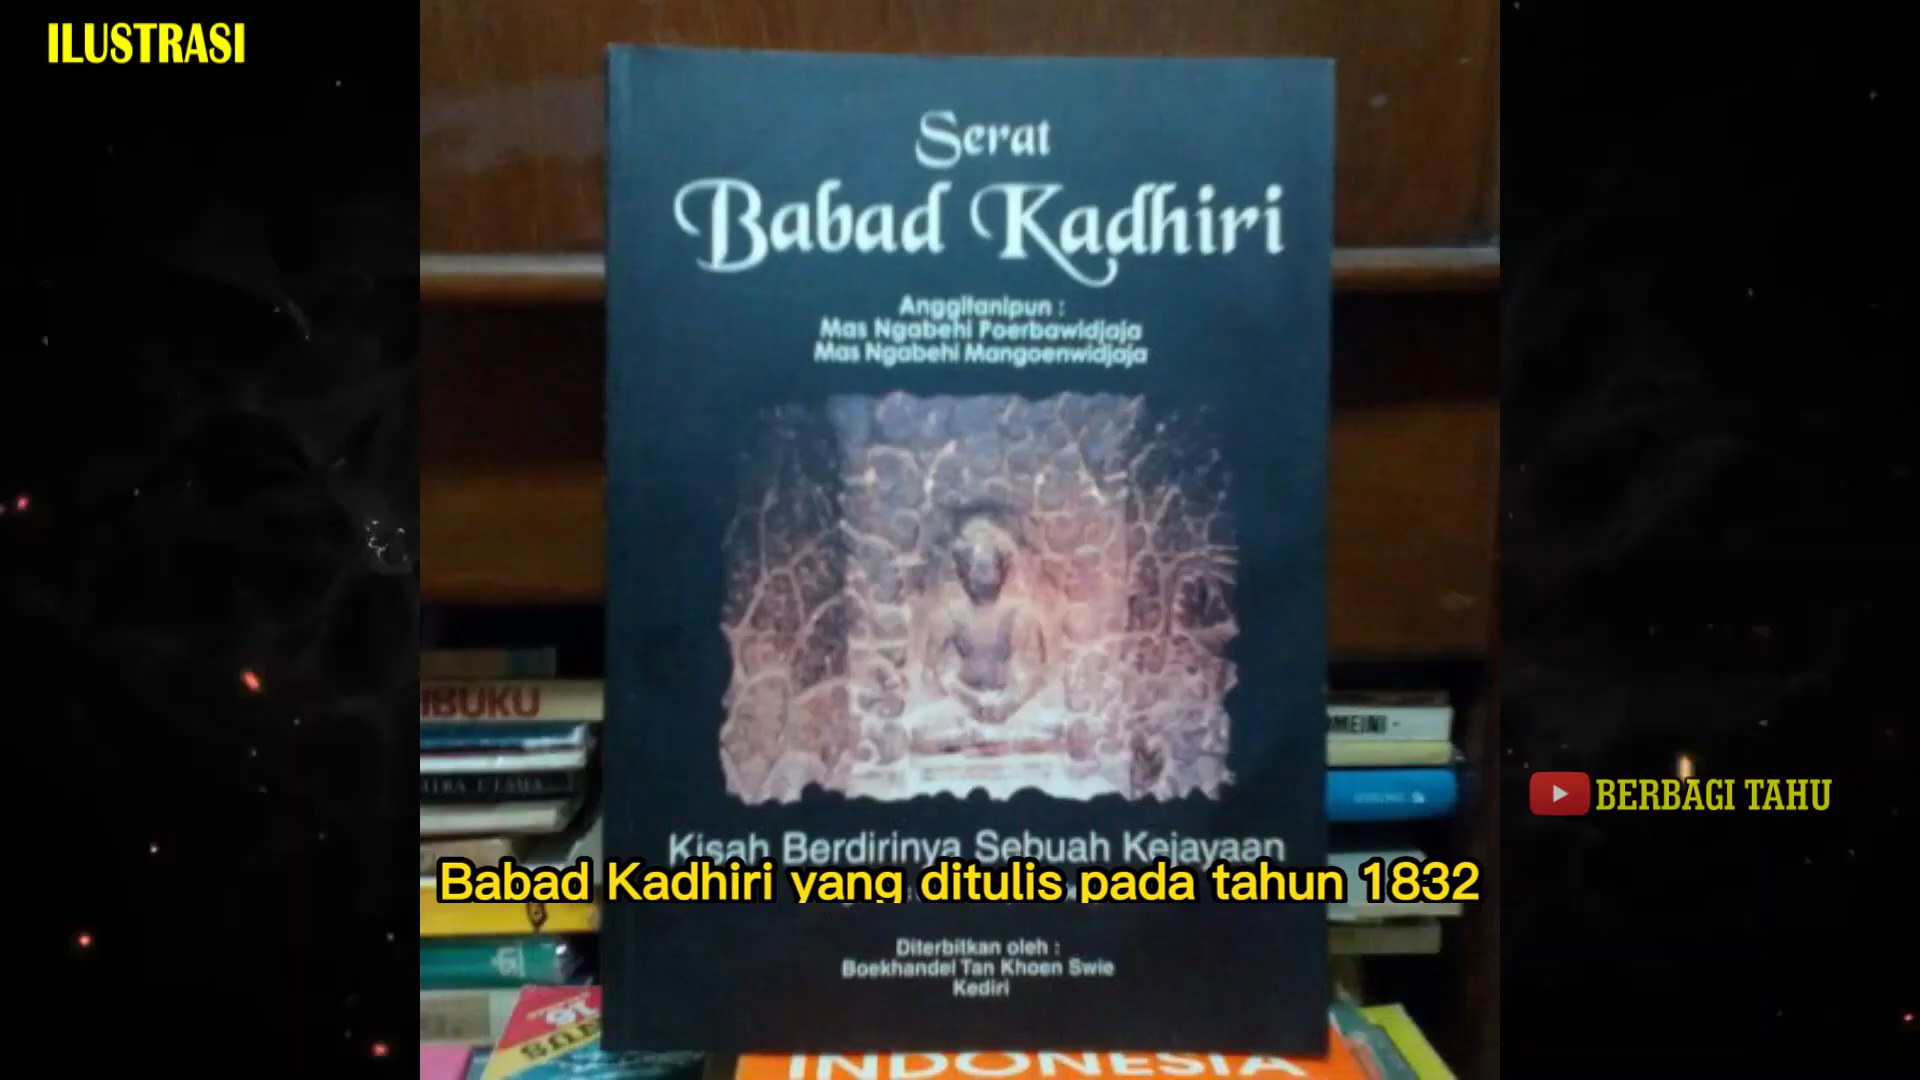 ILUSTRASI
Serat
Babad Kadhiri
Anggitanipun :
Mas Ngabehi Poerbawidjaja
Mas Ngabehi Mangoenwidjaja
BUKU
OMEINI -
BERBAGI TAHU
Kisah Berdirinya Sebuah Kejayaan
Babad Kadhiri yang ditulis pada tahun 1832
Diterbitkan oleh :
Boekhandel Tan Khoen Swie
Kediri
INDONESIA